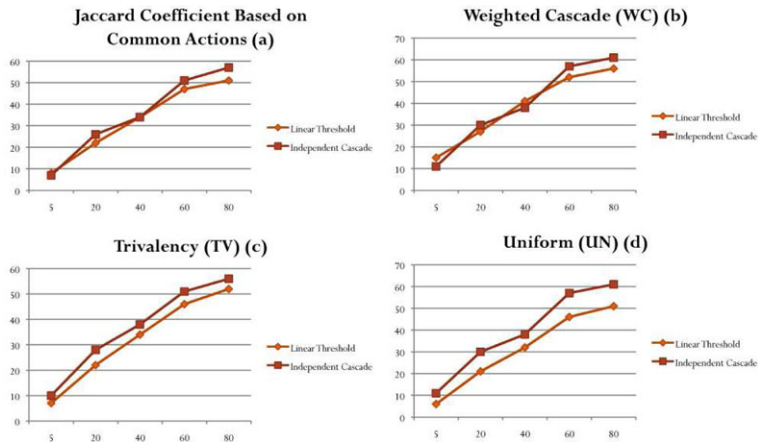 Jaccard Coefficient Based on
Common Actions (a)
60
50
40
30
20
10
0
5 20 40 60 80
Linear Threshold
Independent Cascade
Weighted Cascade (WC) (b)
70
60
50
40
30
20
10
0
5 20 40 60 80
Linear Threshold
Independent Cascade
Trivalency (TV) (c)
60
50
40
30
20
10
0
5 20 40 60 80
Linear Threshold
Independent Cascade
Uniform (UN) (d)
70
60
50
40
30
20
10
0
5 20 40 60 80
Linear Threshold
Independent Cascade